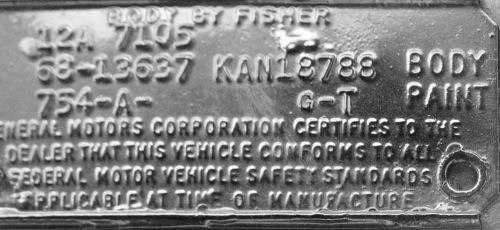 BODY BY FISHER
12A 7105
68-13637 KAN18788 BODY
754-A- G-T PAINT
GENERAL MOTORS CORPORATION CERTIFIES TO THE
DEALER THAT THIS VEHICLE CONFORMS TO ALL
FEDERAL MOTOR VEHICLE SAFETY STANDARDS
APPLICABLE AT TIME OF MANUFACTURE